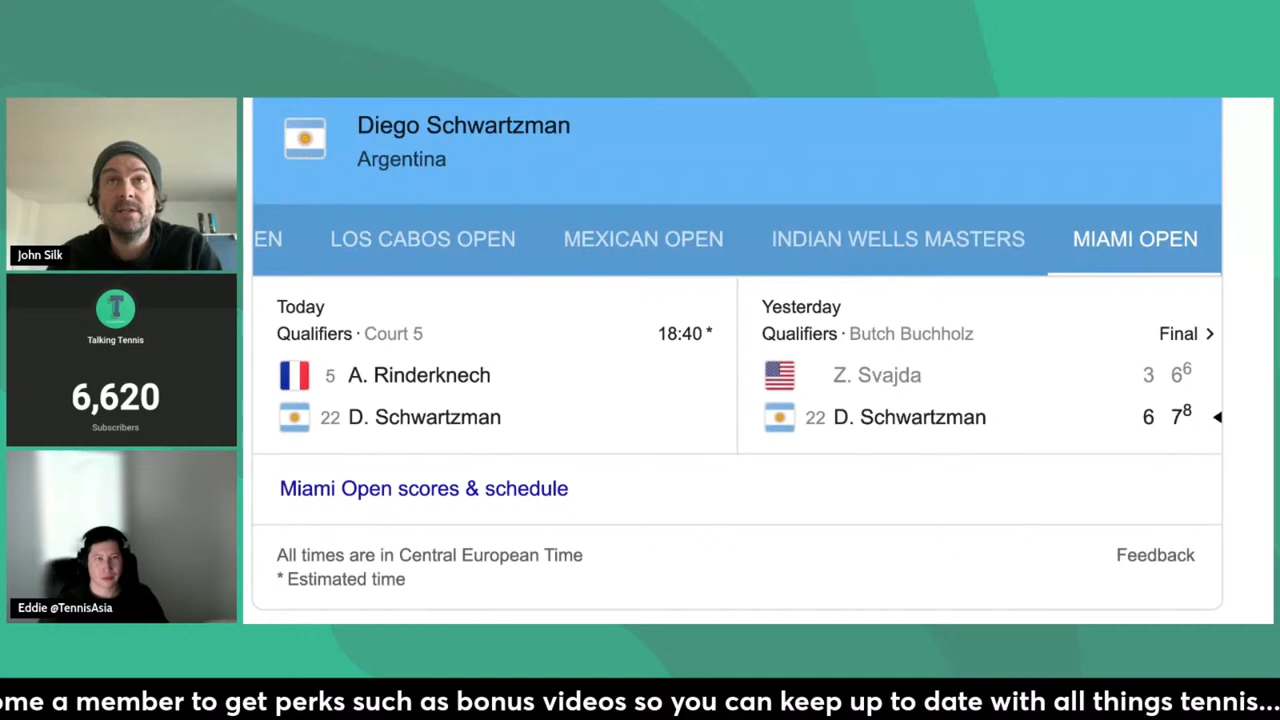 John Silk
T
Talking Tennis
6,620
Subscribers
Eddie @TennisAsia
Diego Schwartzman
Argentina
EN LOS CABOS OPEN MEXICAN OPEN INDIAN WELLS MASTERS MIAMI OPEN
Today
Qualifiers · Court 5 18:40 *
5 A. Rinderknech
22 D. Schwartzman
Yesterday
Qualifiers · Butch Buchholz Final >
Z. Svajda 3 6⁶
22 D. Schwartzman 6 7⁸
Miami Open scores & schedule
All times are in Central European Time Feedback
* Estimated time
ome a member to get perks such as bonus videos so you can keep up to date with all things tennis...